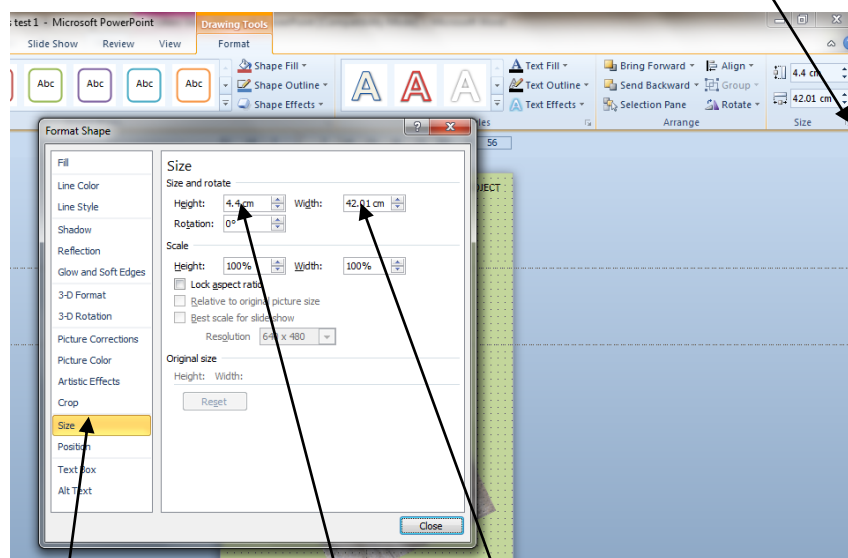 s test 1 - Microsoft PowerPoint
Drawing Tools
Slide Show Review View Format
Abc Abc Abc Abc
Shape Fill
Shape Outline
Shape Effects
A A A
Text Fill
Text Outline
Text Effects
Bring Forward
Send Backward
Selection Pane
Align
Group
Rotate
4.4 cm
42.01 cm
les
Arrange
Size
56
JECT
Format Shape
Fill
Line Color
Line Style
Shadow
Reflection
Glow and Soft Edges
3-D Format
3-D Rotation
Picture Corrections
Picture Color
Artistic Effects
Crop
Size
Position
Text Box
Alt Text
Size
Size and rotate
Height: 4.4 cm Width: 42.01 cm
Rotation: 0°
Scale
Height: 100% Width: 100%
Lock aspect ratio
Relative to original picture size
Best scale for slide show
Resolution 640 x 480
Original size
Height: Width:
Reset
Close